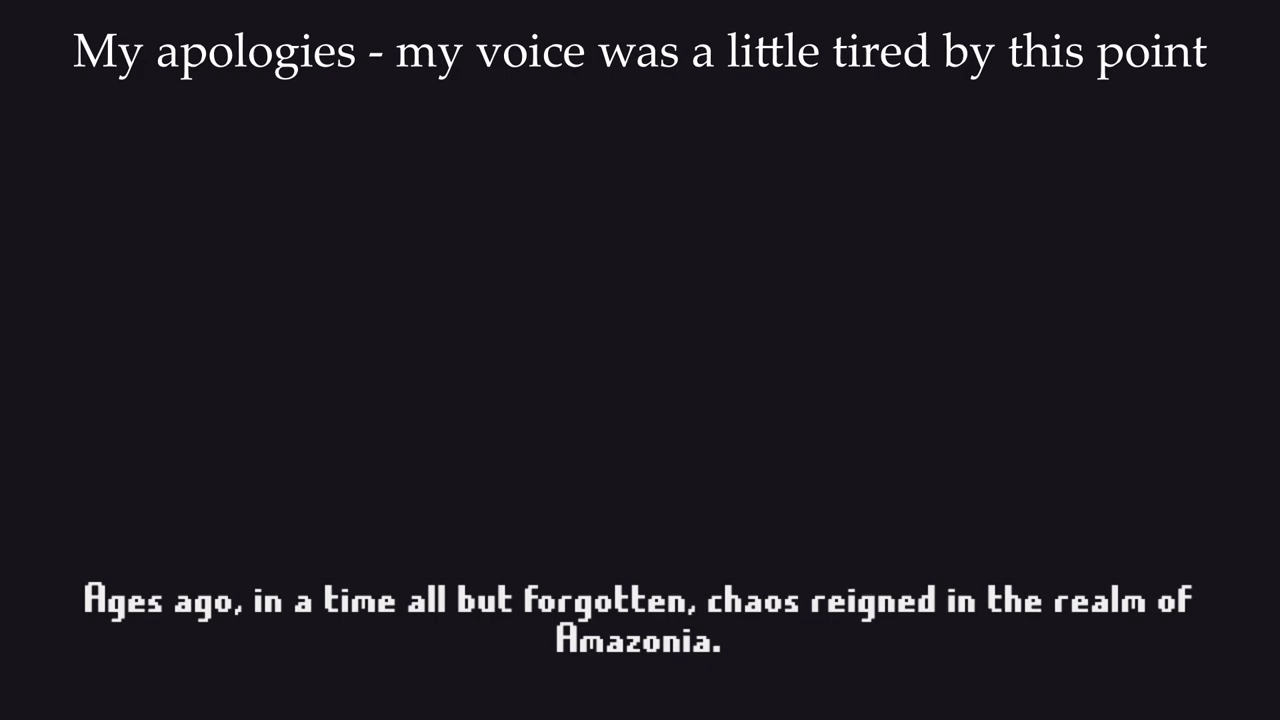 My apologies - my voice was a little tired by this point
Ages ago, in a time all but forgotten, chaos reigned in the realm of
Amazonia.